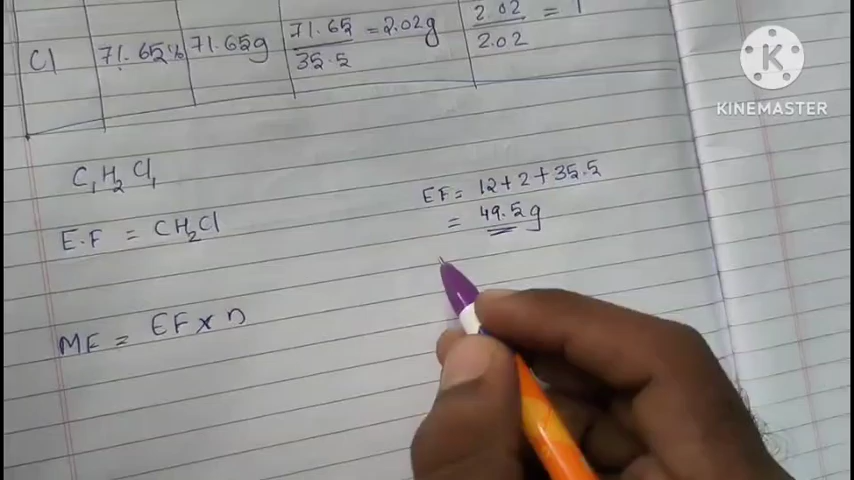 Cl 71.65% 71.65g 71.65/35.5 = 2.02g 2.02/2.02 = 1
KINEMASTER
C₁H₂Cl₁
EF = 12+2+35.5
= 49.5g
E.F = CH₂Cl
MF = EF x n